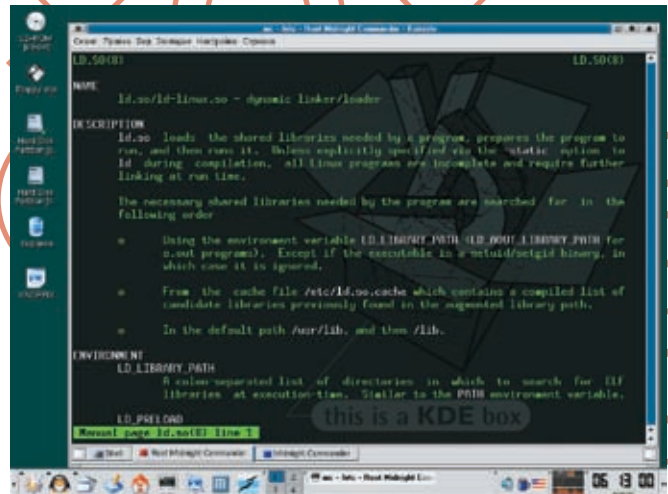 LD.SO(8) LD.SO(8)
NAME
ld.so/ld-linux.so - dynamic linker/loader
DESCRIPTION
ld.so loads the shared libraries needed by a program, prepares the program to
run, and then runs it. Unless explicitly specified via the -static option to
ld during compilation, all Linux programs are incomplete and require further
linking at run time.
The necessary shared libraries needed by the program are searched for in the
following order
o Using the environment variable LD_LIBRARY_PATH (LD_AOUT_LIBRARY_PATH for
a.out programs). Except if the executable is a setuid/setgid binary, in
which case it is ignored.
o From the cache file /etc/ld.so.cache which contains a compiled list of
candidate libraries previously found in the augmented library path.
o In the default path /usr/lib, and then /lib.
ENVIRONMENT
LD_LIBRARY_PATH
A colon-separated list of directories in which to search for ELF
libraries at execution-time. Similar to the PATH environment variable.
LD_PRELOAD
this is a KDE box
Manual page ld.so(8) line 1
Root Midnight Commander
Midnight Commander
05 13 00